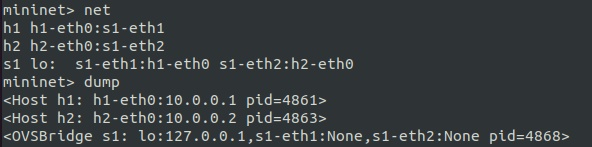 mininet> net
h1 h1-eth0:s1-eth1
h2 h2-eth0:s1-eth2
s1 lo:  s1-eth1:h1-eth0 s1-eth2:h2-eth0
mininet> dump
<Host h1: h1-eth0:10.0.0.1 pid=4861>
<Host h2: h2-eth0:10.0.0.2 pid=4863>
<OVSBridge s1: lo:127.0.0.1,s1-eth1:None,s1-eth2:None pid=4868>